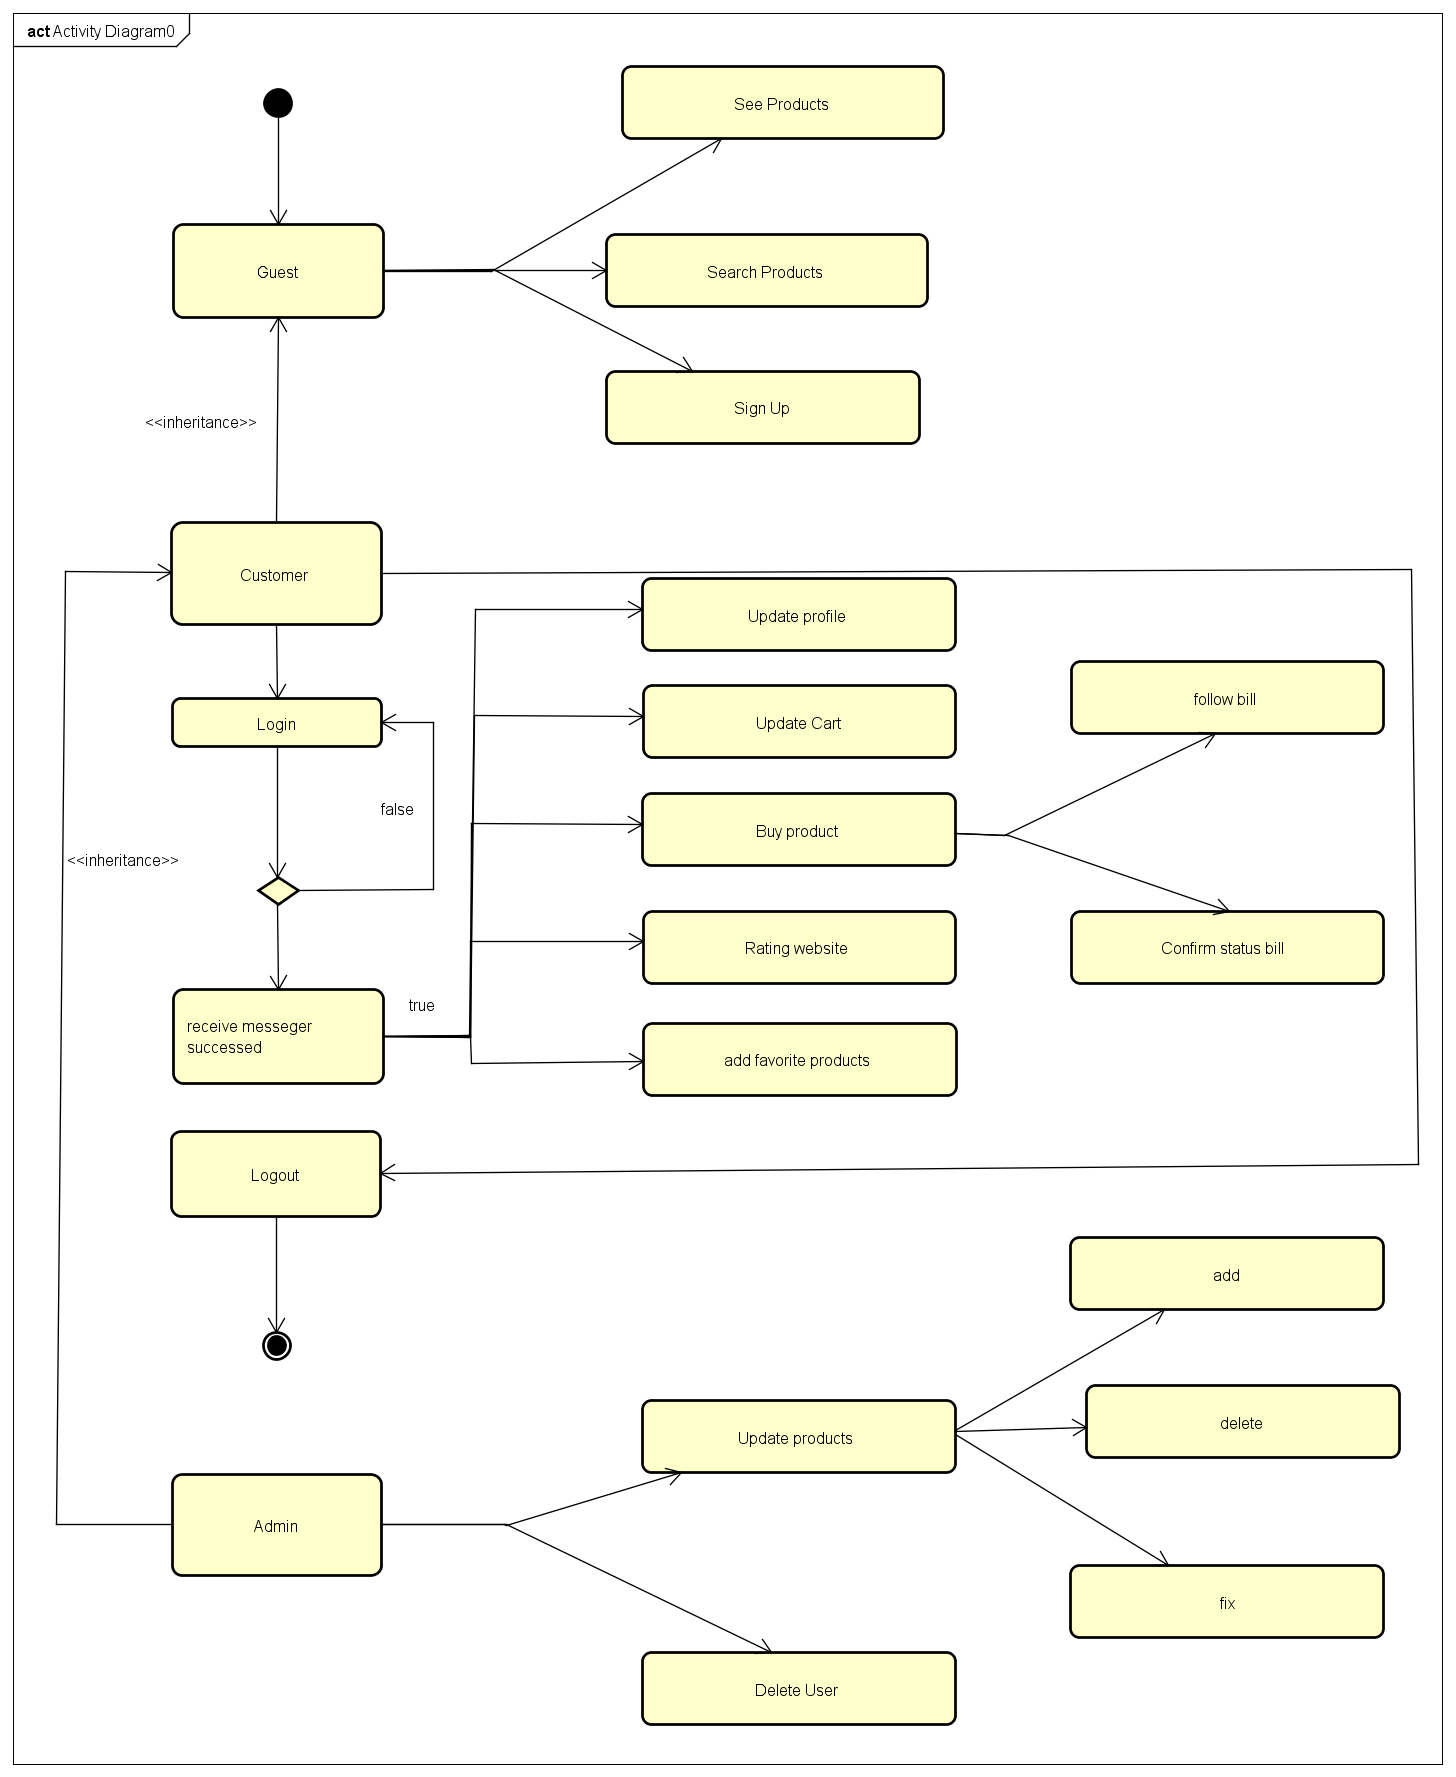 act Activity Diagram0
See Products
Guest
Search Products
Sign Up
<<inheritance>>
Customer
Update profile
follow bill
Login
Update Cart
false
Buy product
<<inheritance>>
Rating website
Confirm status bill
true
receive messeger
successed
add favorite products
Logout
add
delete
Update products
Admin
fix
Delete User